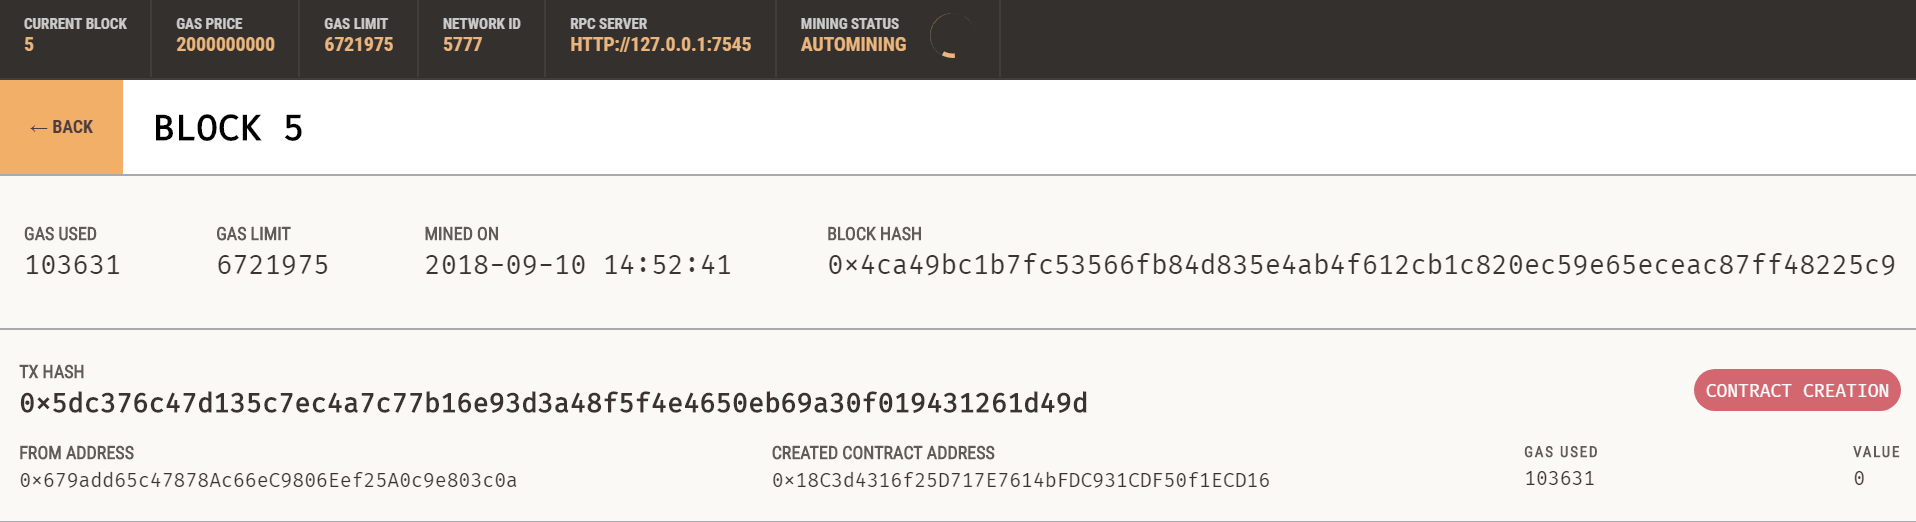 CURRENT BLOCK GAS PRICE GAS LIMIT NETWORK ID RPC SERVER MINING STATUS
5 2000000000 6721975 5777 HTTP://127.0.0.1:7545 AUTOMINING
← BACK BLOCK 5
GAS USED GAS LIMIT MINED ON BLOCK HASH
103631 6721975 2018-09-10 14:52:41 0×4ca49bc1b7fc53566fb84d835e4ab4f612cb1c820ec59e65eceac87ff48225c9
TX HASH
0×5dc376c47d135c7ec4a7c77b16e93d3a48f5f4e4650eb69a30f019431261d49d CONTRACT CREATION
FROM ADDRESS CREATED CONTRACT ADDRESS GAS USED VALUE
0×679add65c47878Ac66eC9806Eef25A0c9e803c0a 0×18C3d4316f25D717E7614bFDC931CDF50f1ECD16 103631 0